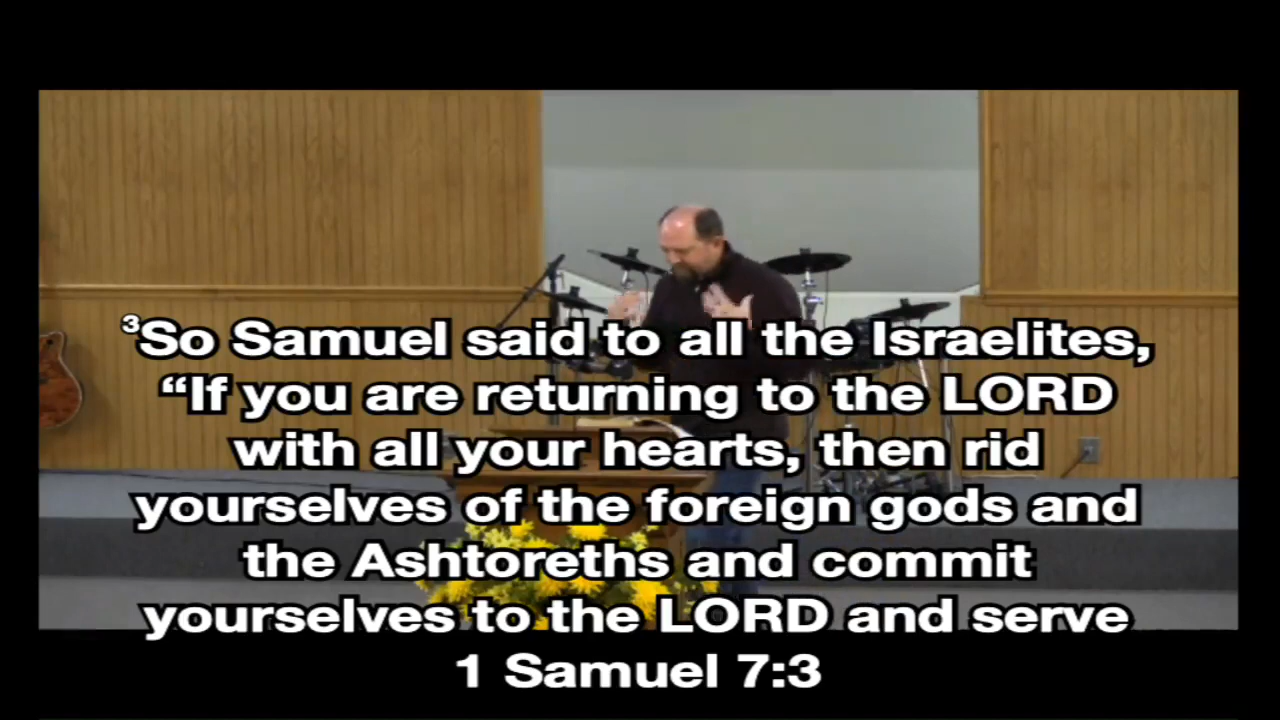 ³So Samuel said to all the Israelites,
“If you are returning to the LORD
with all your hearts, then rid
yourselves of the foreign gods and
the Ashtoreths and commit
yourselves to the LORD and serve
1 Samuel 7:3